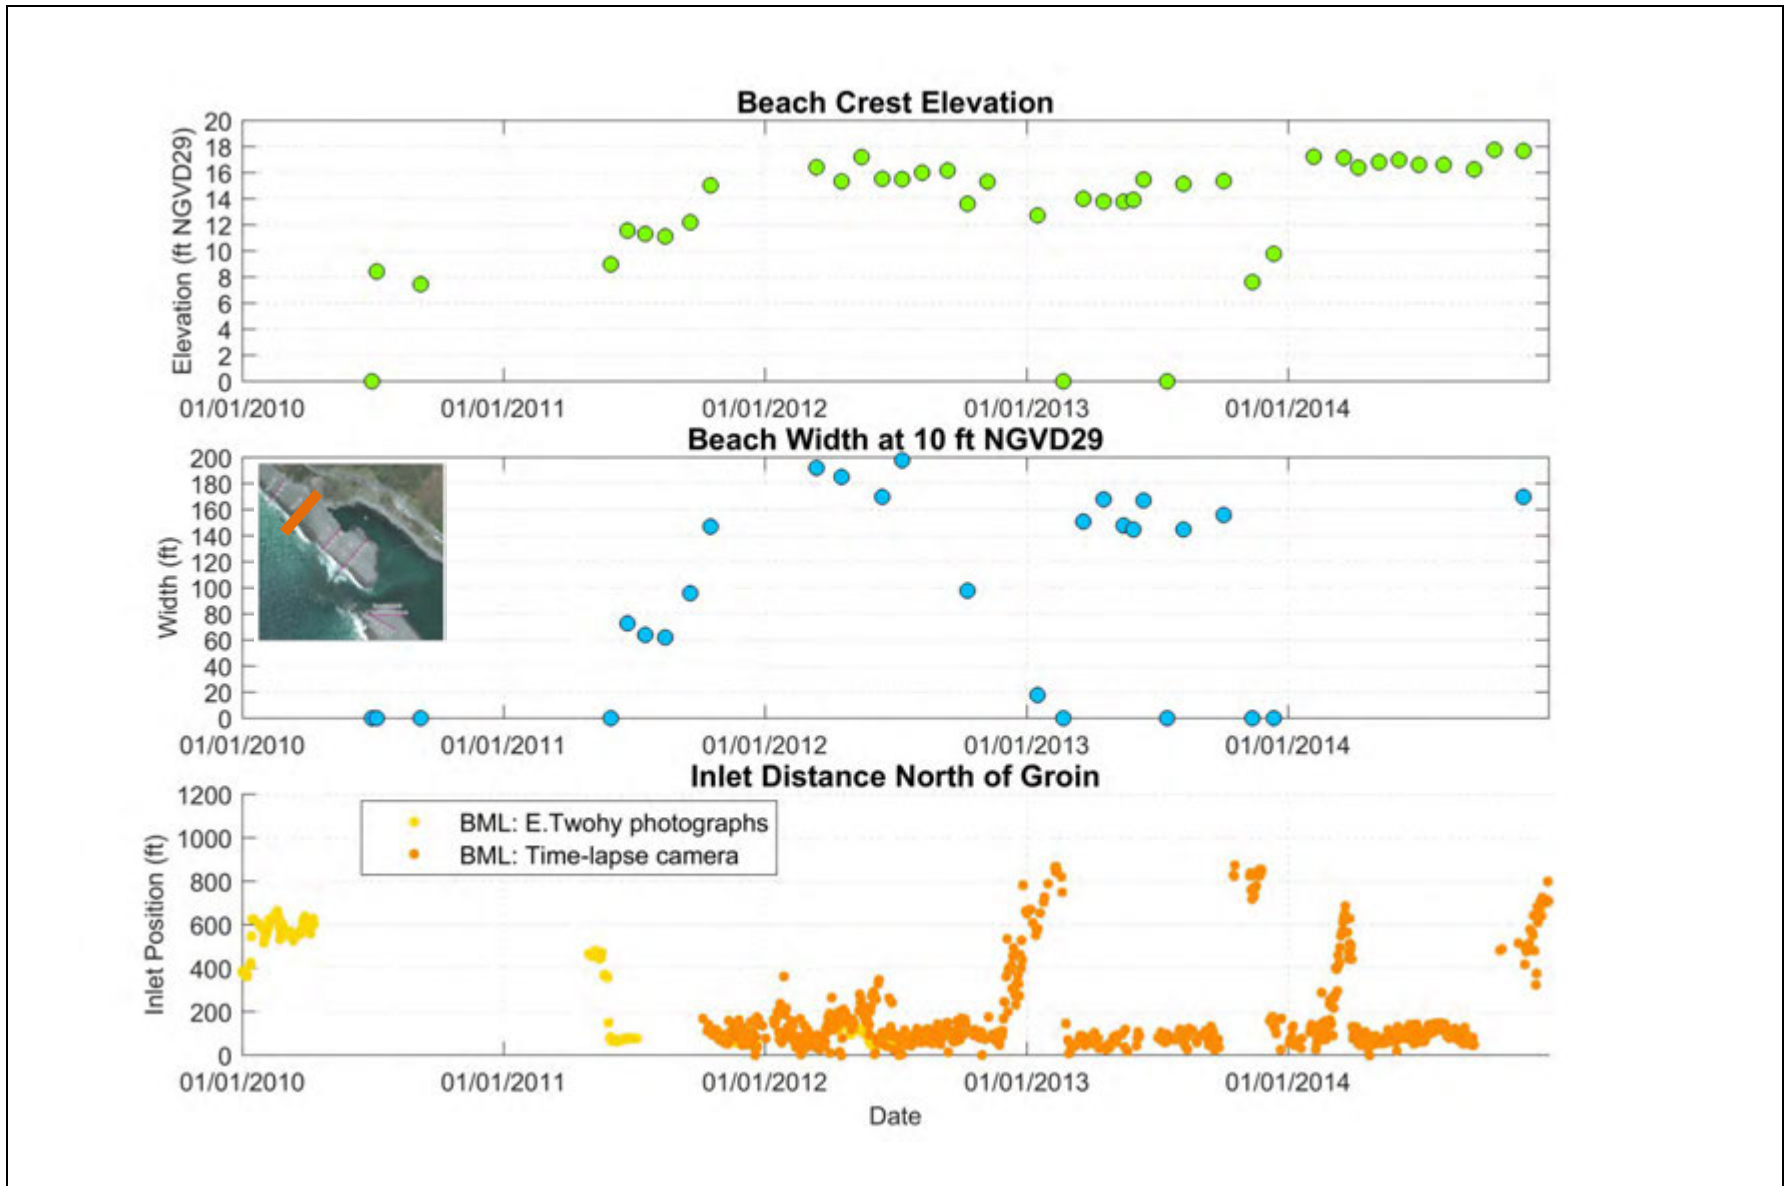 Beach Crest Elevation
Elevation (ft NGVD29)
20
18
16
14
12
10
8
6
4
2
0
01/01/2010 01/01/2011 01/01/2012 01/01/2013 01/01/2014
Beach Width at 10 ft NGVD29
Width (ft)
200
180
160
140
120
100
80
60
40
20
0
01/01/2010 01/01/2011 01/01/2012 01/01/2013 01/01/2014
Inlet Distance North of Groin
Inlet Position (ft)
1200
1000
800
600
400
200
0
BML: E.Twohy photographs
BML: Time-lapse camera
01/01/2010 01/01/2011 01/01/2012 01/01/2013 01/01/2014
Date